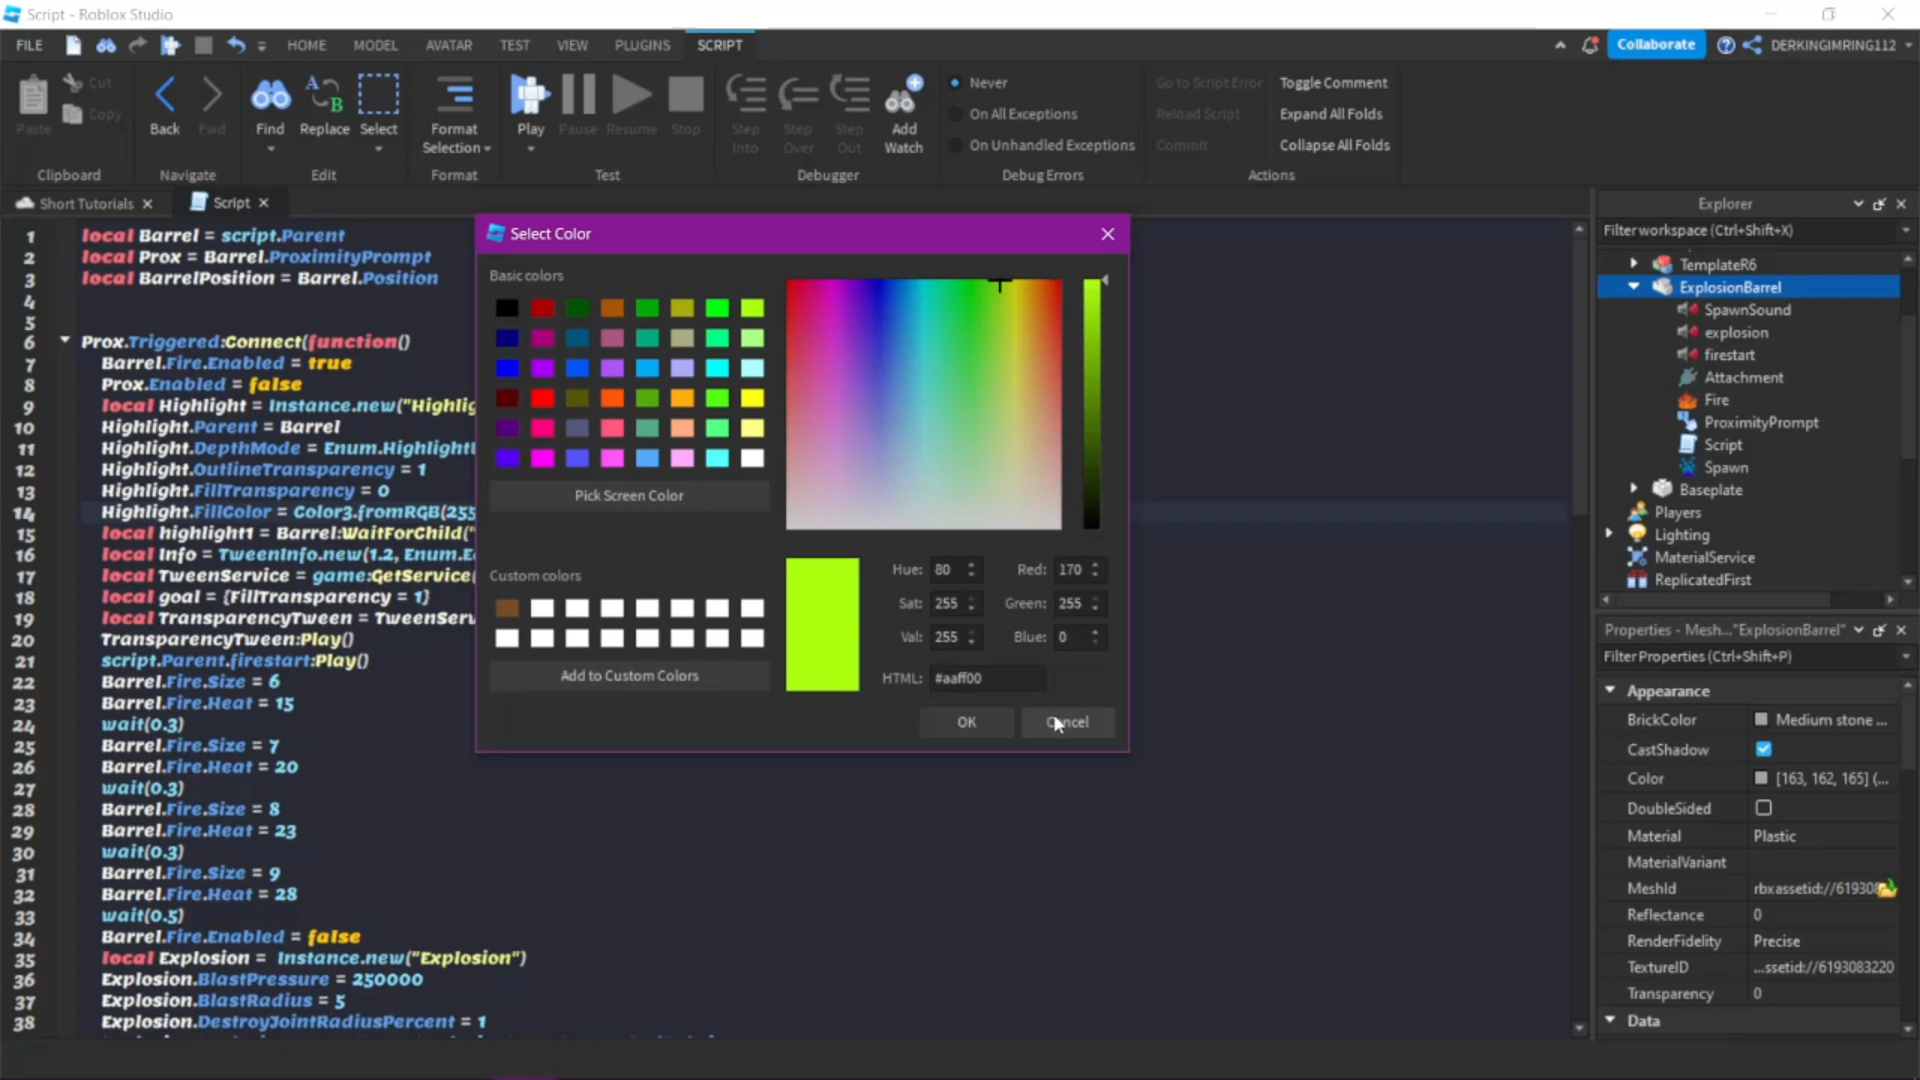 Script - Roblox Studio
FILE HOME MODEL AVATAR TEST VIEW PLUGINS SCRIPT Collaborate DERKINGIMRING112
Paste Cut Copy Back Fwd Find Replace Select Format Selection Play Pause Resume Stop Step Into Step Over Step Out Add Watch
Never
On All Exceptions
On Unhandled Exceptions
Go to Script Error
Reload Script
Commit
Toggle Comment
Expand All Folds
Collapse All Folds
Clipboard Navigate Edit Format Test Debugger Debug Errors Actions
Short Tutorials Script
1 local Barrel = script.Parent
2 local Prox = Barrel.ProximityPrompt
3 local BarrelPosition = Barrel.Position
4
5
6 Prox.Triggered:Connect(function()
7 Barrel.Fire.Enabled = true
8 Prox.Enabled = false
9 local Highlight = Instance.new("Highlig
10 Highlight.Parent = Barrel
11 Highlight.DepthMode = Enum.Highlight
12 Highlight.OutlineTransparency = 1
13 Highlight.FillTransparency = 0
14 Highlight.FillColor = Color3.fromRGB(255
15 local highlight1 = Barrel:WaitForChild("
16 local Info = TweenInfo.new(1.2, Enum.E
17 local TweenService = game:GetService(
18 local goal = {FillTransparency = 1}
19 local TransparencyTween = TweenServ
20 TransparencyTween:Play()
21 script.Parent.firestart:Play()
22 Barrel.Fire.Size = 6
23 Barrel.Fire.Heat = 15
24 wait(0.3)
25 Barrel.Fire.Size = 7
26 Barrel.Fire.Heat = 20
27 wait(0.3)
28 Barrel.Fire.Size = 8
29 Barrel.Fire.Heat = 23
30 wait(0.3)
31 Barrel.Fire.Size = 9
32 Barrel.Fire.Heat = 28
33 wait(0.5)
34 Barrel.Fire.Enabled = false
35 local Explosion = Instance.new("Explosion")
36 Explosion.BlastPressure = 250000
37 Explosion.BlastRadius = 5
38 Explosion.DestroyJointRadiusPercent = 1
Select Color
Basic colors
Pick Screen Color
Custom colors
Add to Custom Colors
Hue: 80 Red: 170
Sat: 255 Green: 255
Val: 255 Blue: 0
HTML: #aaff00
OK Cancel
Explorer
Filter workspace (Ctrl+Shift+X)
TemplateR6
ExplosionBarrel
SpawnSound
explosion
firestart
Attachment
Fire
ProximityPrompt
Script
Spawn
Baseplate
Players
Lighting
MaterialService
ReplicatedFirst
Properties - Mesh..."ExplosionBarrel"
Filter Properties (Ctrl+Shift+P)
Appearance
BrickColor Medium stone ...
CastShadow
Color [163, 162, 165] (...
DoubleSided
Material Plastic
MaterialVariant
MeshId rbxassetid://619308
Reflectance 0
RenderFidelity Precise
TextureID ...ssetid://6193083220
Transparency 0
Data